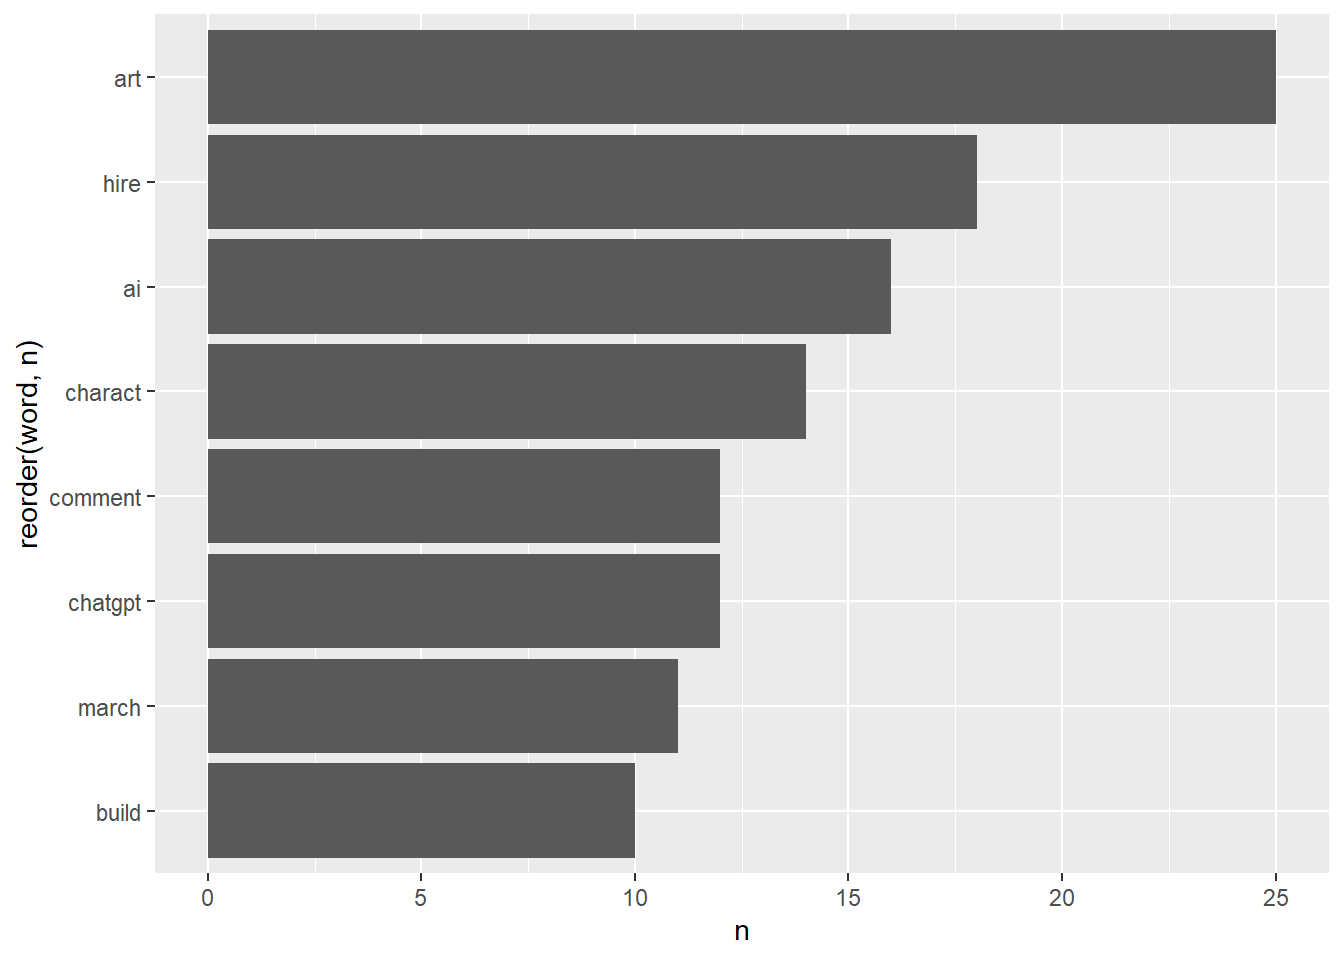 art
hire
ai
charact
comment
chatgpt
march
build
reorder(word, n)
0 5 10 15 20 25
n